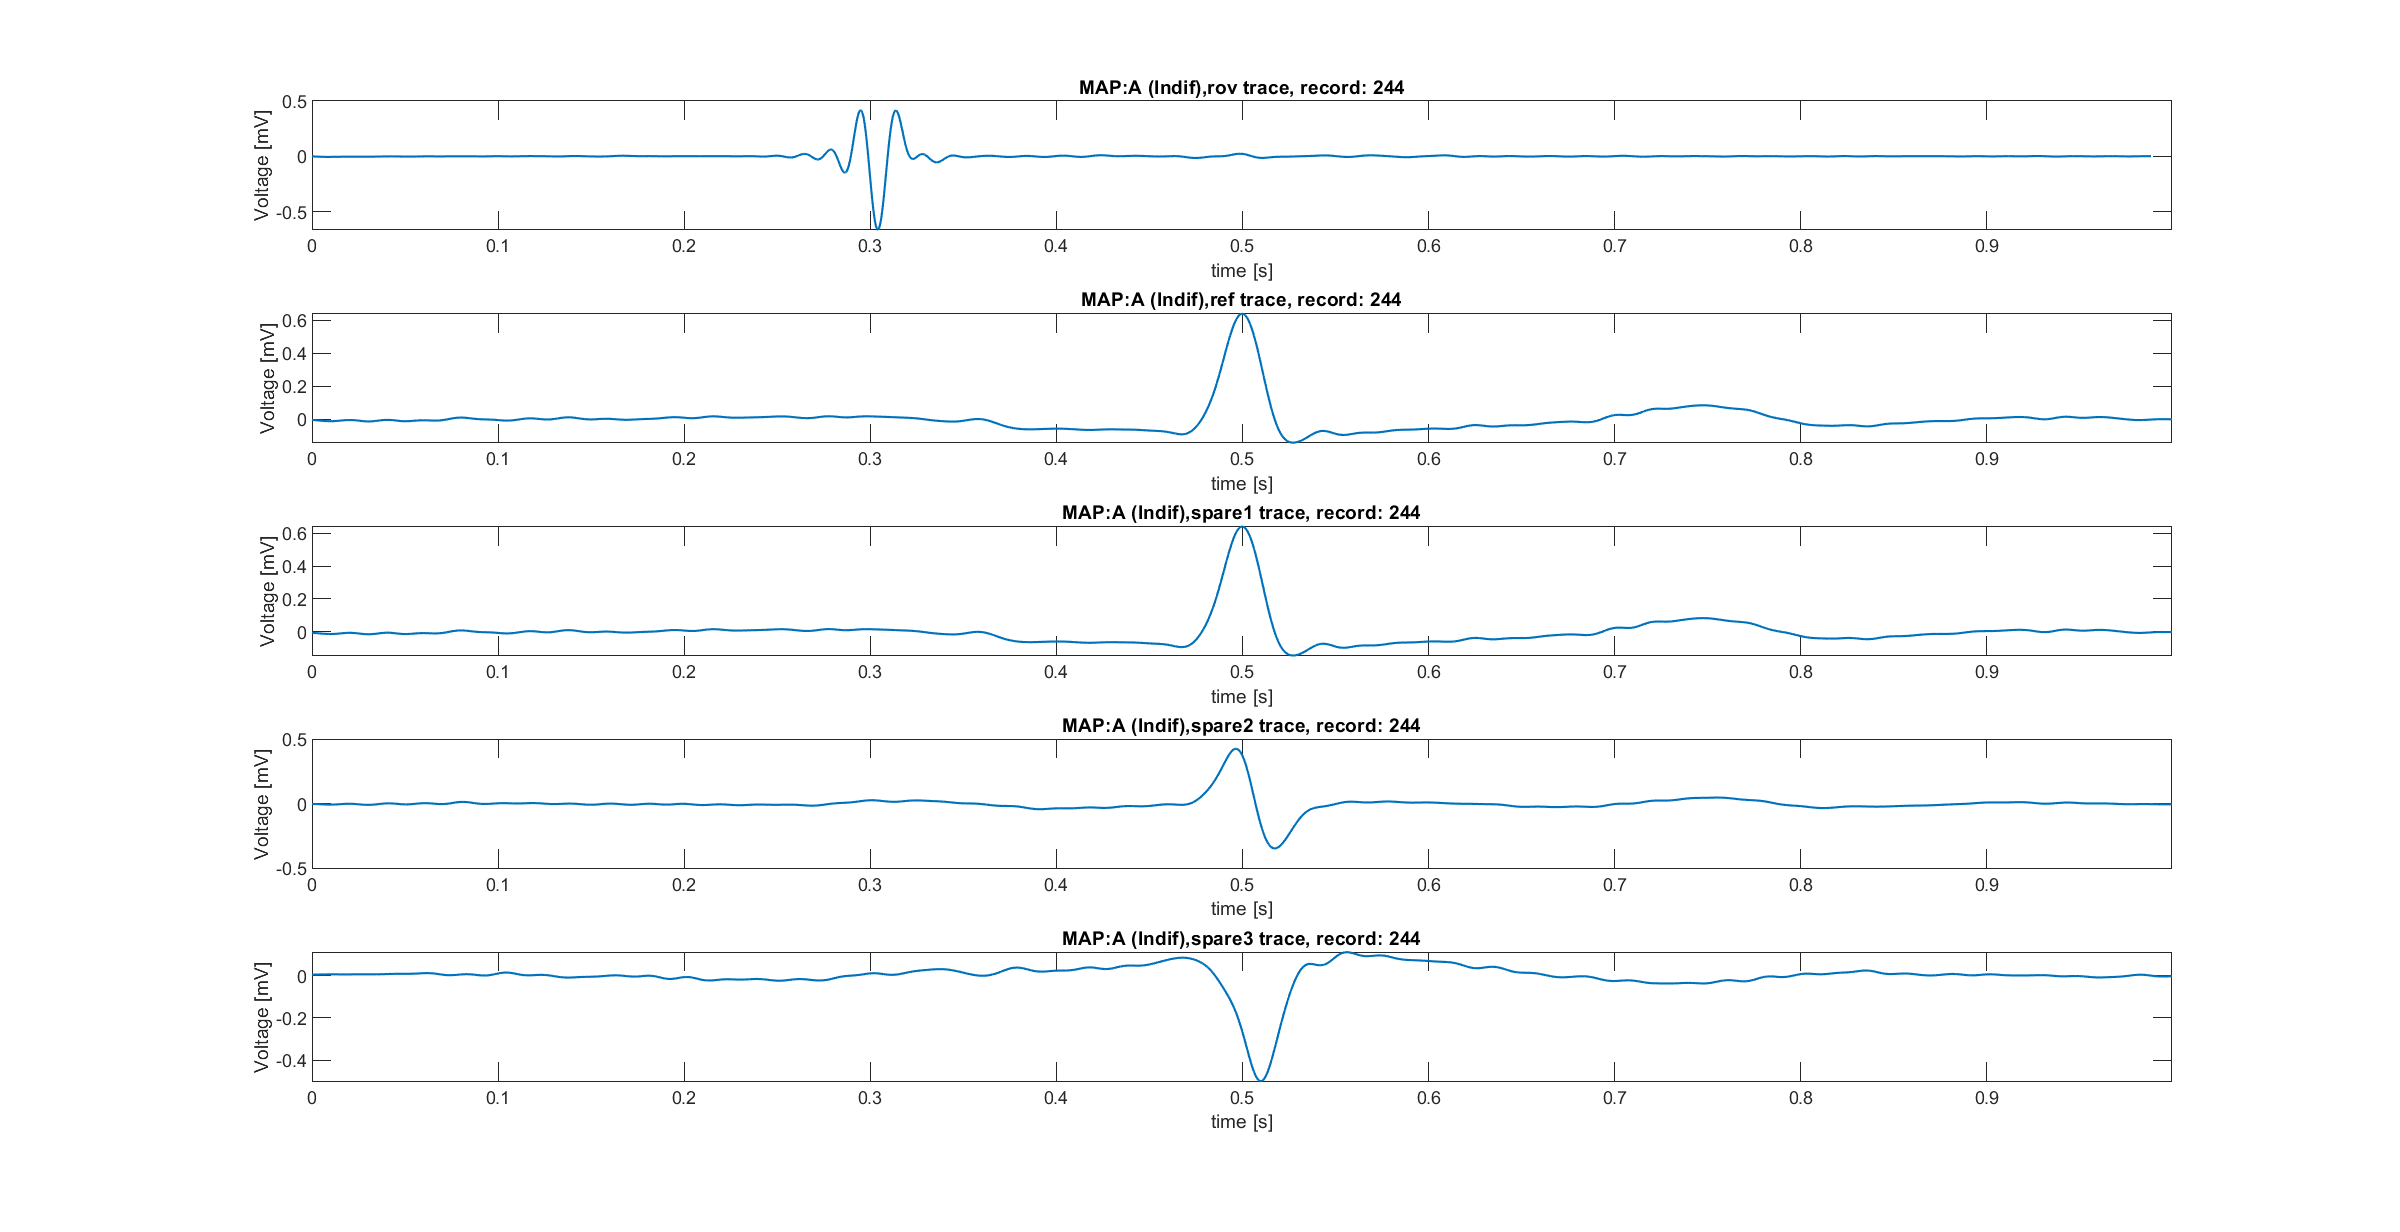 MAP:A (Indif),rov trace, record: 244
Voltage [mV]
0.5
0
-0.5
0 0.1 0.2 0.3 0.4 0.5 0.6 0.7 0.8 0.9
time [s]
MAP:A (Indif),ref trace, record: 244
Voltage [mV]
0.6
0.4
0.2
0
0 0.1 0.2 0.3 0.4 0.5 0.6 0.7 0.8 0.9
time [s]
MAP:A (Indif),spare1 trace, record: 244
Voltage [mV]
0.6
0.4
0.2
0
0 0.1 0.2 0.3 0.4 0.5 0.6 0.7 0.8 0.9
time [s]
MAP:A (Indif),spare2 trace, record: 244
Voltage [mV]
0.5
0
-0.5
0 0.1 0.2 0.3 0.4 0.5 0.6 0.7 0.8 0.9
time [s]
MAP:A (Indif),spare3 trace, record: 244
Voltage [mV]
0
-0.2
-0.4
0 0.1 0.2 0.3 0.4 0.5 0.6 0.7 0.8 0.9
time [s]